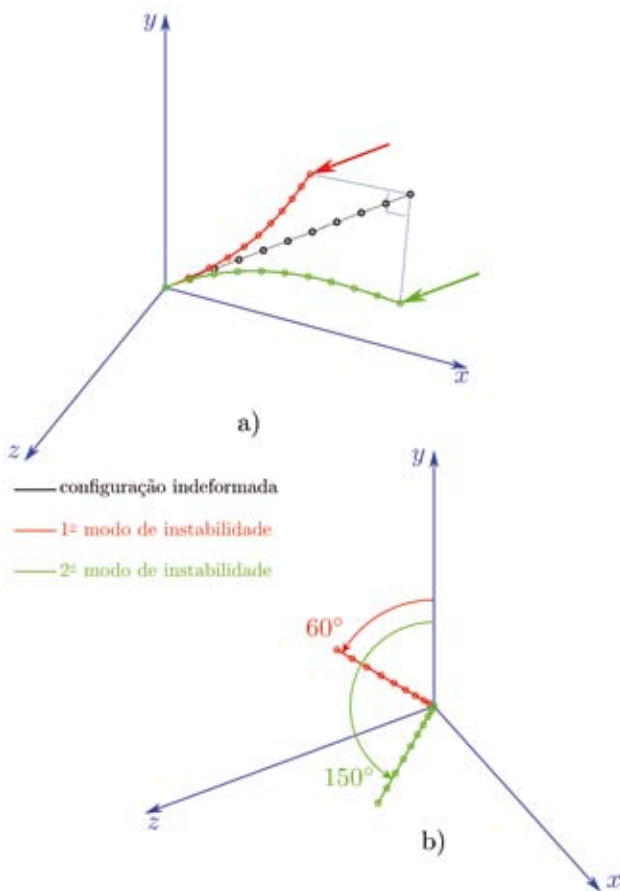 y
x
z
a)
configuração indeformada
1º modo de instabilidade
2º modo de instabilidade
y
60°
150°
z
b)
x